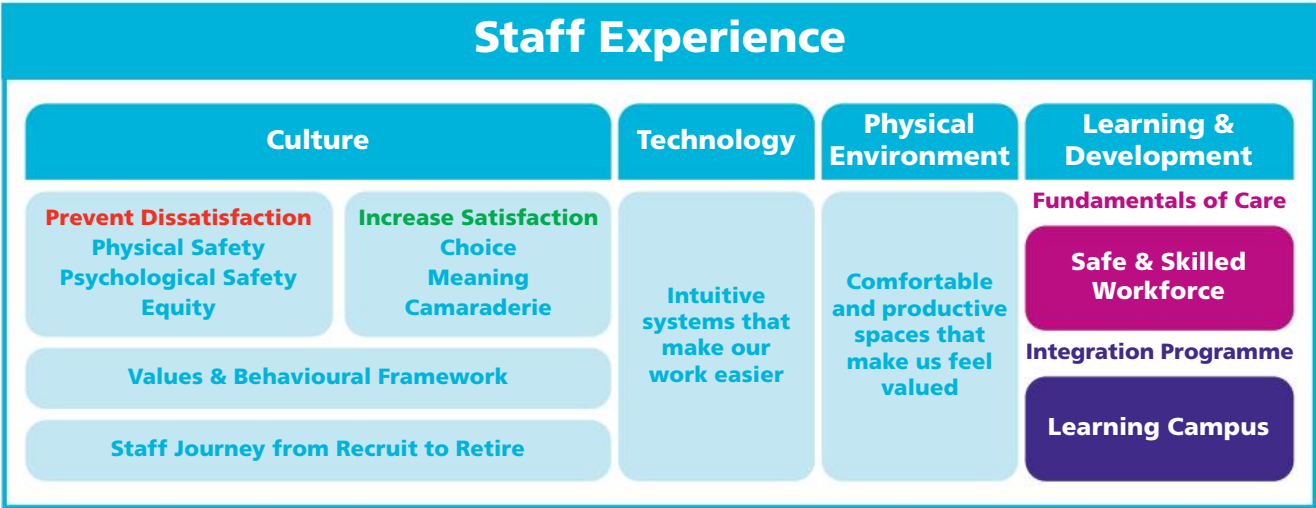 Staff Experience
Culture
Prevent Dissatisfaction
Physical Safety
Psychological Safety
Equity
Increase Satisfaction
Choice
Meaning
Camaraderie
Values & Behavioural Framework
Staff Journey from Recruit to Retire
Technology
Intuitive
systems that
make our
work easier
Physical
Environment
Comfortable
and productive
spaces that
make us feel
valued
Learning &
Development
Fundamentals of Care
Safe & Skilled
Workforce
Integration Programme
Learning Campus